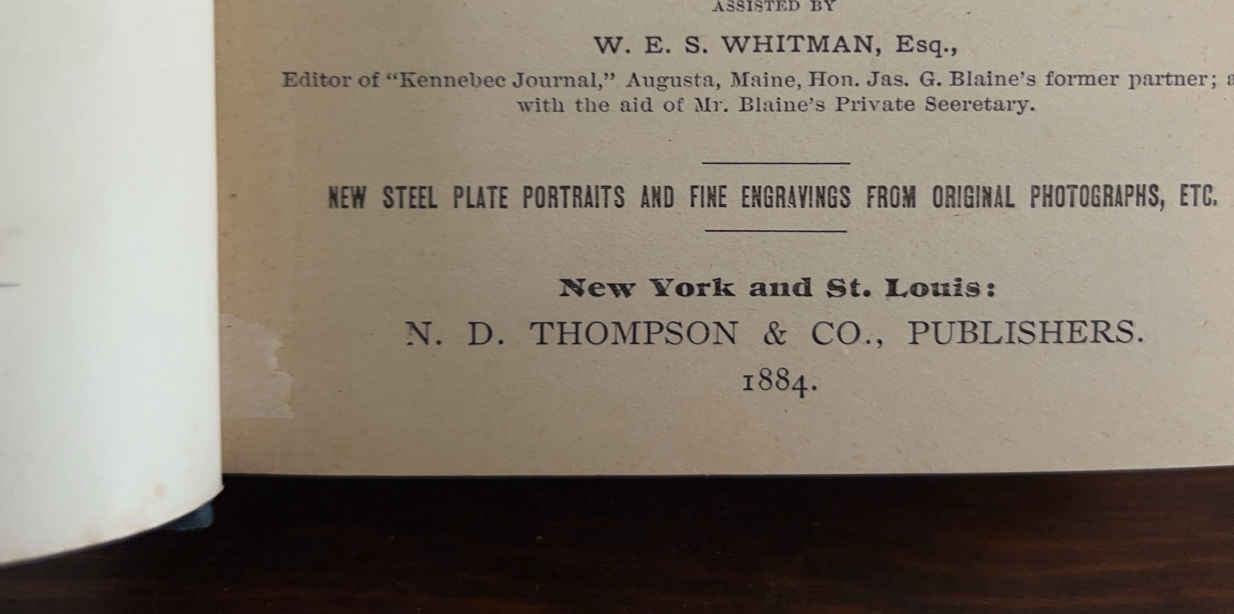 ASSISTED BY
W. E. S. WHITMAN, Esq.,
Editor of “Kennebec Journal,” Augusta, Maine, Hon. Jas. G. Blaine’s former partner;
with the aid of Mr. Blaine’s Private Seeretary.
NEW STEEL PLATE PORTRAITS AND FINE ENGRAVINGS FROM ORIGINAL PHOTOGRAPHS, ETC.
New York and St. Louis:
N. D. THOMPSON & CO., PUBLISHERS.
1884.